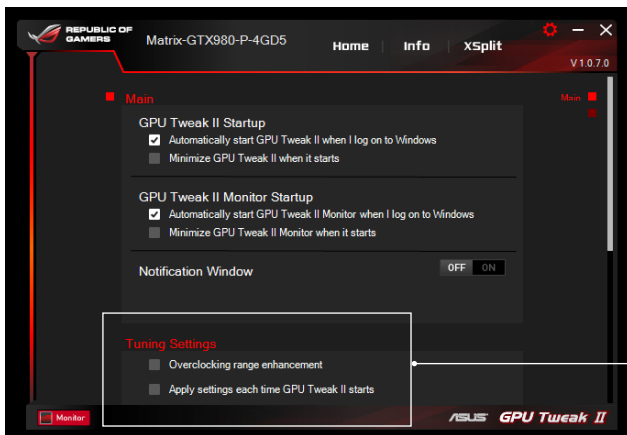 REPUBLIC OF
GAMERS
Matrix-GTX980-P-4GD5
Home
Info
XSplit
V 1.0.7.0
Main
Main
GPU Tweak II Startup
Automatically start GPU Tweak II when I log on to Windows
Minimize GPU Tweak II when it starts
GPU Tweak II Monitor Startup
Automatically start GPU Tweak II Monitor when I log on to Windows
Minimize GPU Tweak II Monitor when it starts
Notification Window
OFF ON
Tuning Settings
Overclocking range enhancement
Apply settings each time GPU Tweak II starts
Monitor
ASUS GPU Tweak II